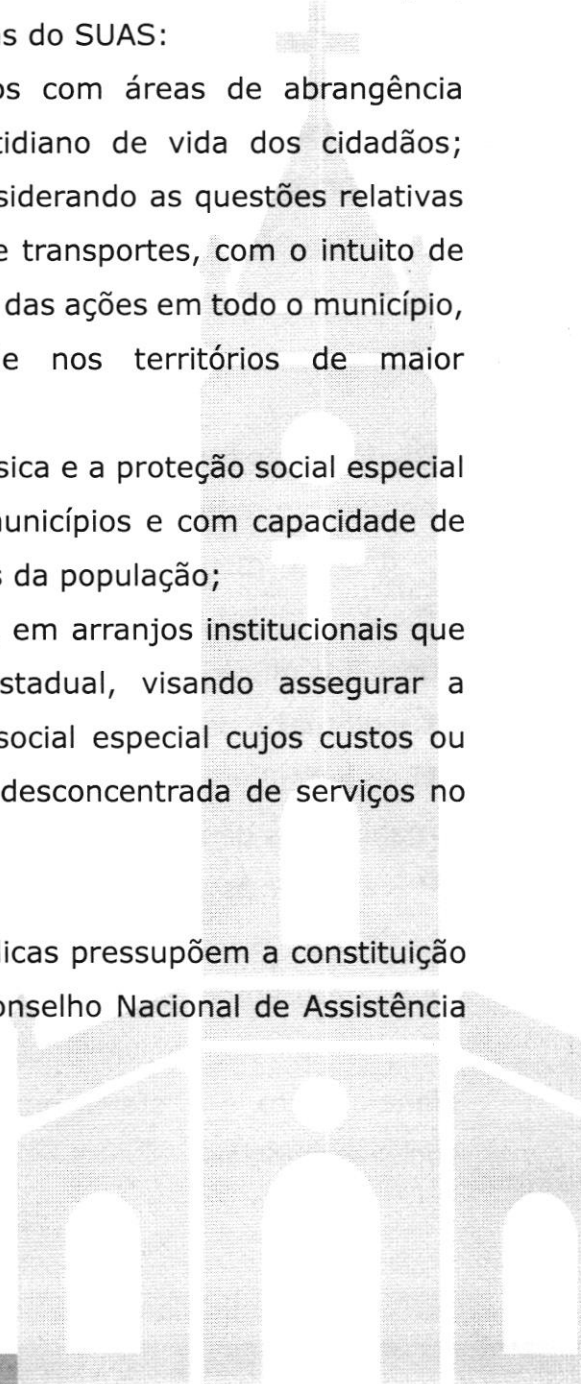 as do SUAS:
os com áreas de abrangência
tidiano de vida dos cidadãos;
siderando as questões relativas
e transportes, com o intuito de
das ações em todo o município,
e nos territórios de maior
sica e a proteção social especial
nunicípios e com capacidade de
s da população;
em arranjos institucionais que
stadual, visando assegurar a
social especial cujos custos ou
desconcentrada de serviços no
dicas pressupõem a constituição
onselho Nacional de Assistência